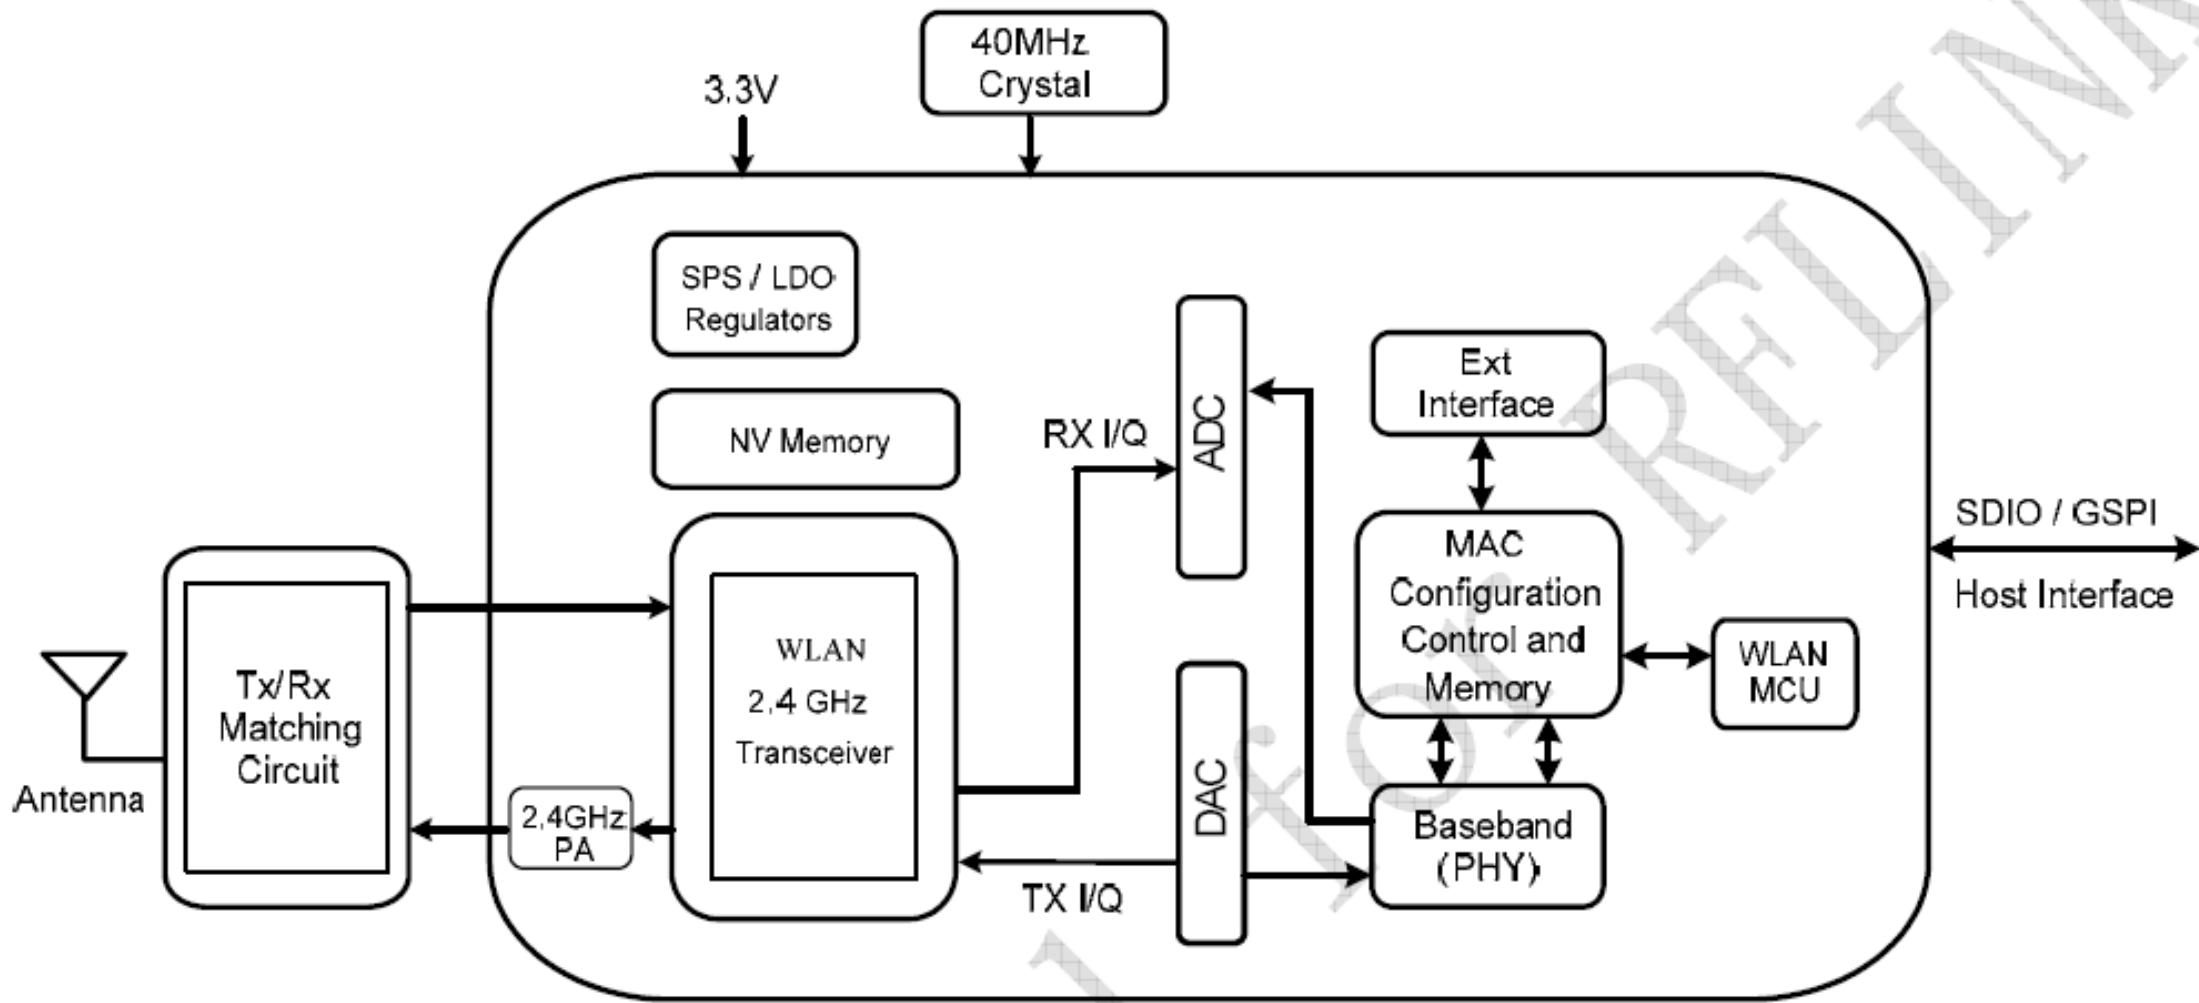 40MHz
Crystal
3.3V
SPS / LDO
Regulators
NV Memory
RX I/Q
ADC
Ext
Interface
MAC
Configuration
Control and
Memory
SDIO / GSPI
Host Interface
WLAN
MCU
Tx/Rx
Matching
Circuit
Antenna
WLAN
2.4 GHz
Transceiver
2.4GHz
PA
TX I/Q
DAC
Baseband
(PHY)
for RFLINK